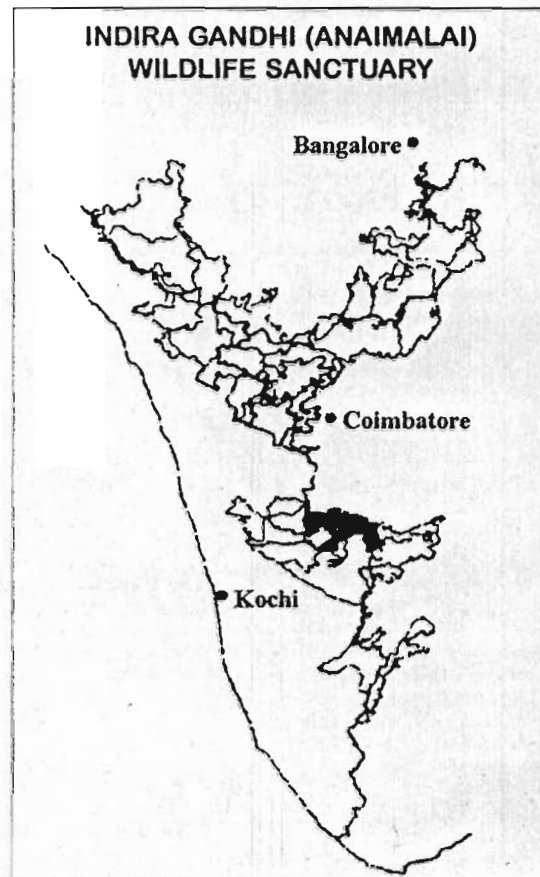 INDIRA GANDHI (ANAIMALAI)
WILDLIFE SANCTUARY
Bangalore
Coimbatore
Kochi